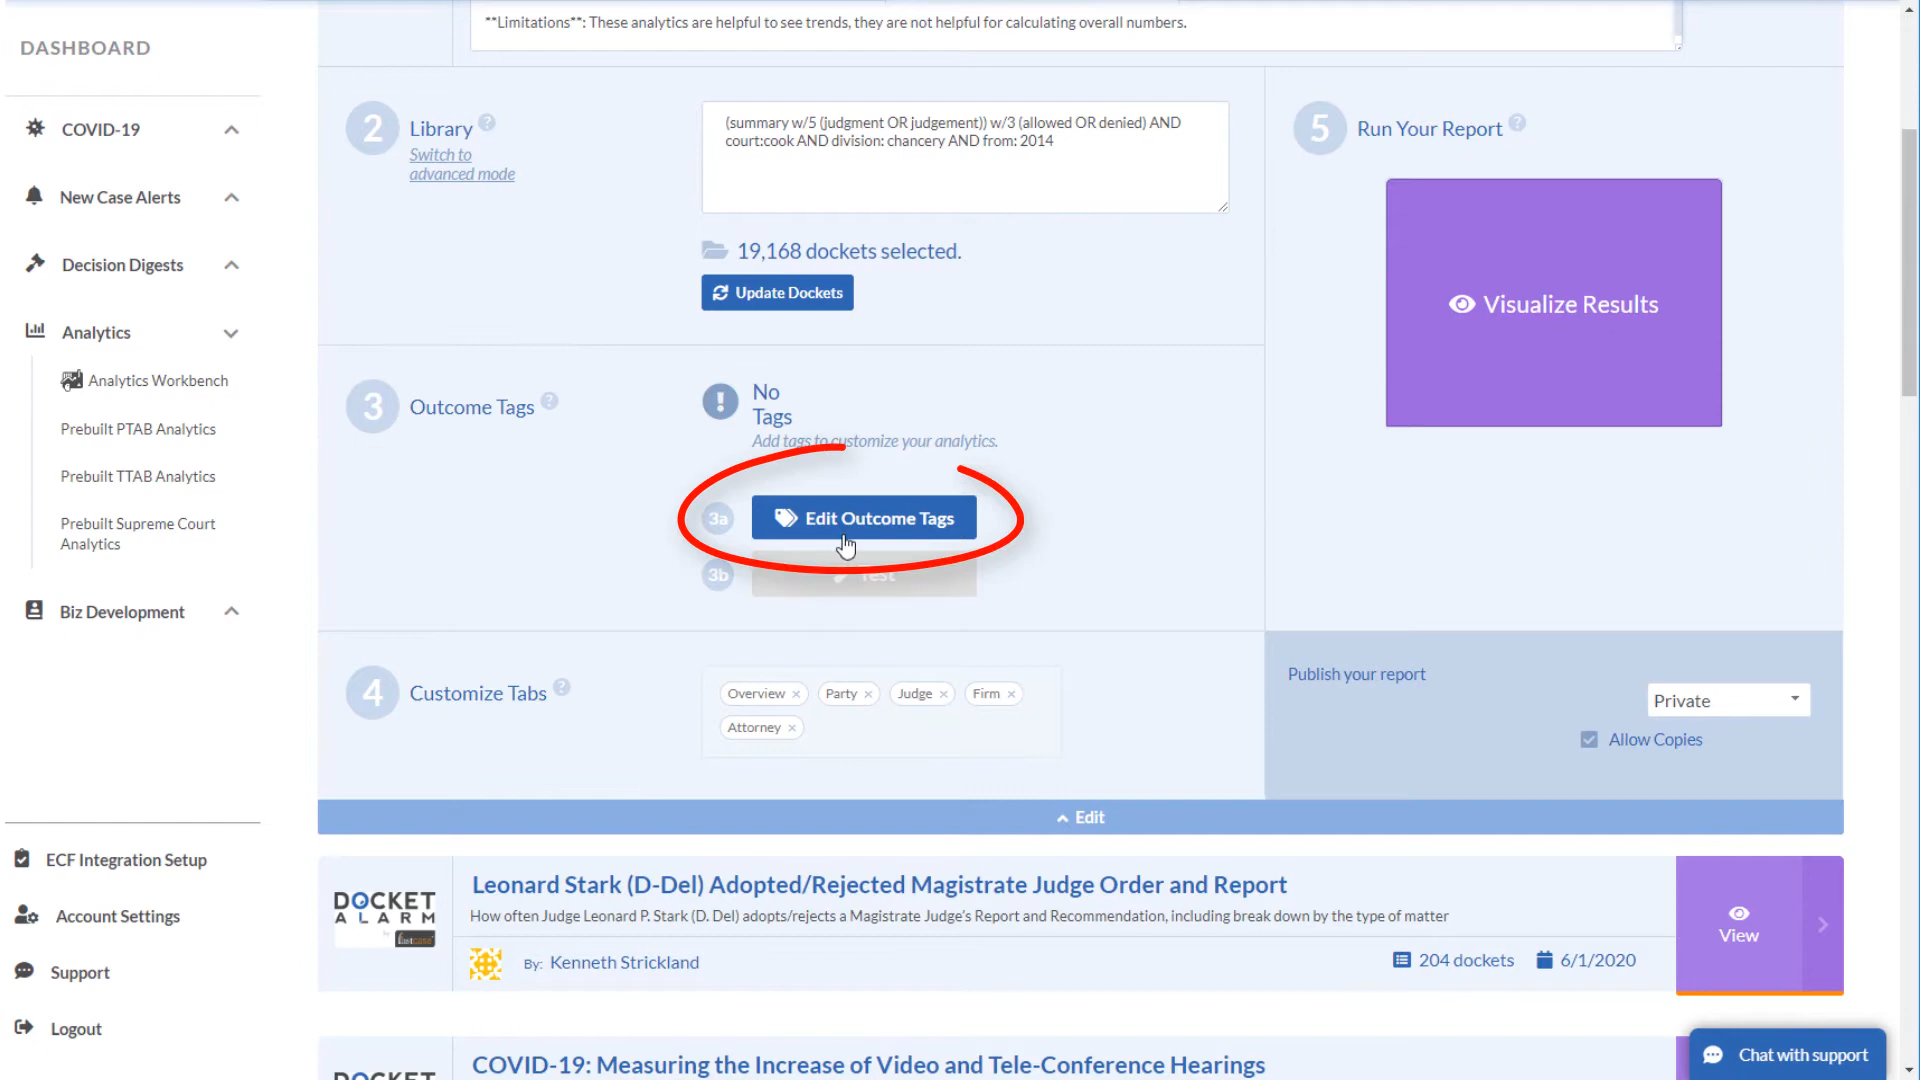 **Limitations**: These analytics are helpful to see trends, they are not helpful for calculating overall numbers.
DASHBOARD
COVID-19
New Case Alerts
Decision Digests
Analytics
Analytics Workbench
Prebuilt PTAB Analytics
Prebuilt TTAB Analytics
Prebuilt Supreme Court
Analytics
Biz Development
ECF Integration Setup
Account Settings
Support
Logout
2 Library ?
Switch to
advanced mode
(summary w/5 (judgment OR judgement)) w/3 (allowed OR denied) AND
court:cook AND division: chancery AND from: 2014
19,168 dockets selected.
Update Dockets
3 Outcome Tags ?
No
Tags
Add tags to customize your analytics.
3a Edit Outcome Tags
3b Test
4 Customize Tabs ?
Overview × Party × Judge × Firm ×
Attorney ×
5 Run Your Report ?
Visualize Results
Publish your report
Private
Allow Copies
Edit
DOCKET
ALARM
by fastcase
Leonard Stark (D-Del) Adopted/Rejected Magistrate Judge Order and Report
How often Judge Leonard P. Stark (D. Del) adopts/rejects a Magistrate Judge's Report and Recommendation, including break down by the type of matter
By: Kenneth Strickland
204 dockets 6/1/2020
View
DOCKET
COVID-19: Measuring the Increase of Video and Tele-Conference Hearings
Chat with support